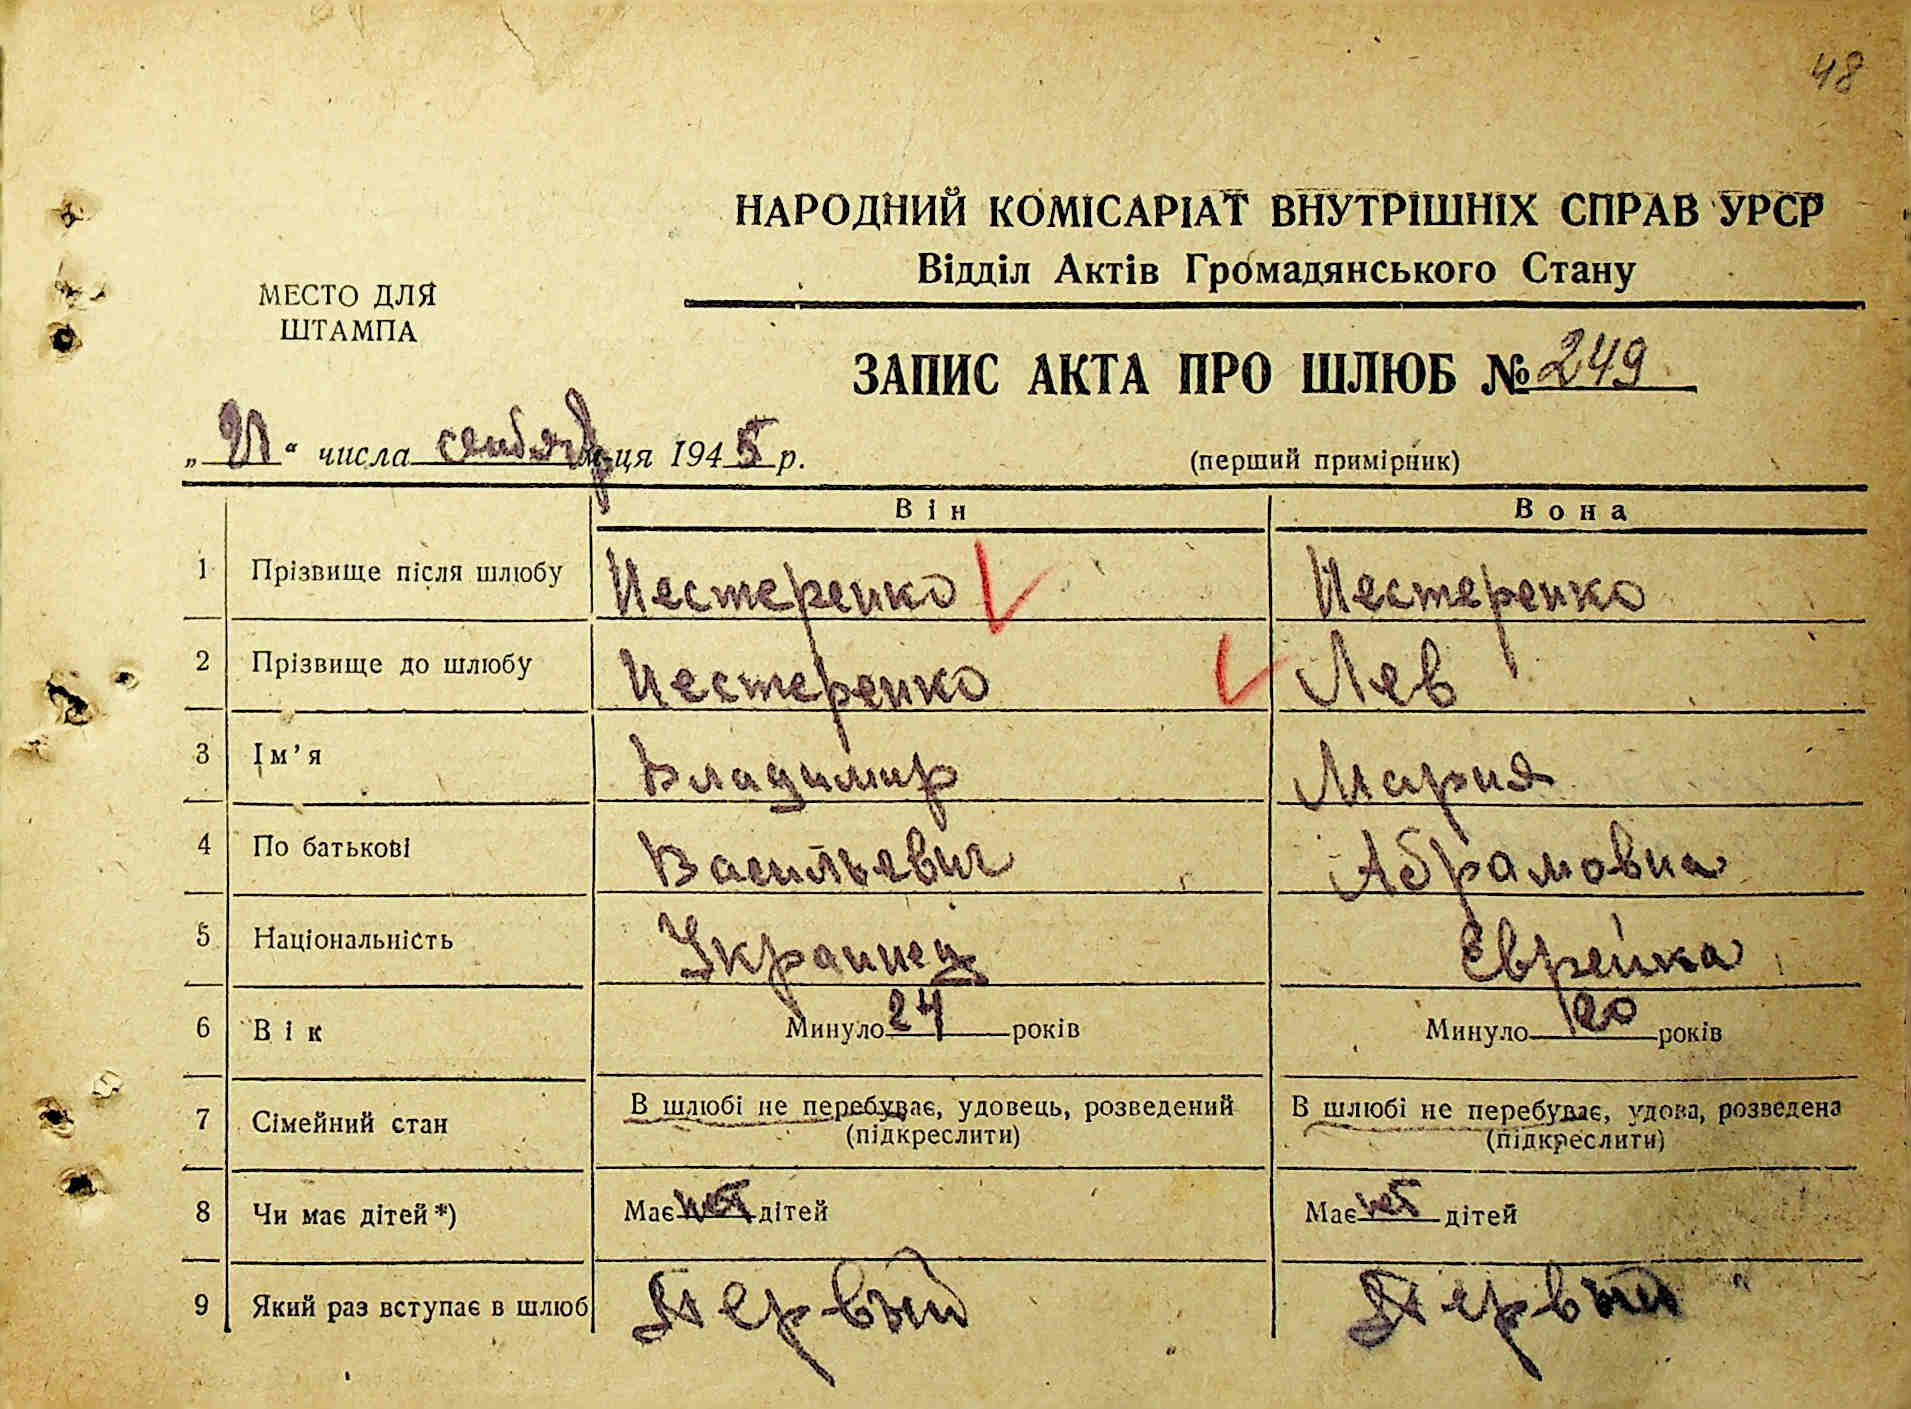 48
НАРОДНИЙ КОМІСАРІАТ ВНУТРІШНІХ СПРАВ УРСР
Відділ Актів Громадянського Стану
МЕСТО ДЛЯ
ШТАМПА
ЗАПИС АКТА ПРО ШЛЮБ № 249
„21“ числа сентября м-ця 1945 р.
(перший примірник)
Він Вона
1 Прізвище після шлюбу Нестеренко Нестеренко
2 Прізвище до шлюбу Нестеренко Лев
3 Ім’я Владимир Мария
4 По батькові Васильевич Абрамовна
5 Національність Украинец Еврейка
6 Вік Минуло 24 років Минуло 20 років
7 Сімейний стан В шлюбі не перебуває, удовець, розведений (підкреслити) В шлюбі не перебуває, удова, розведена (підкреслити)
8 Чи має дітей*) Має нет дітей Має нет дітей
9 Який раз вступає в шлюб Первый Первый